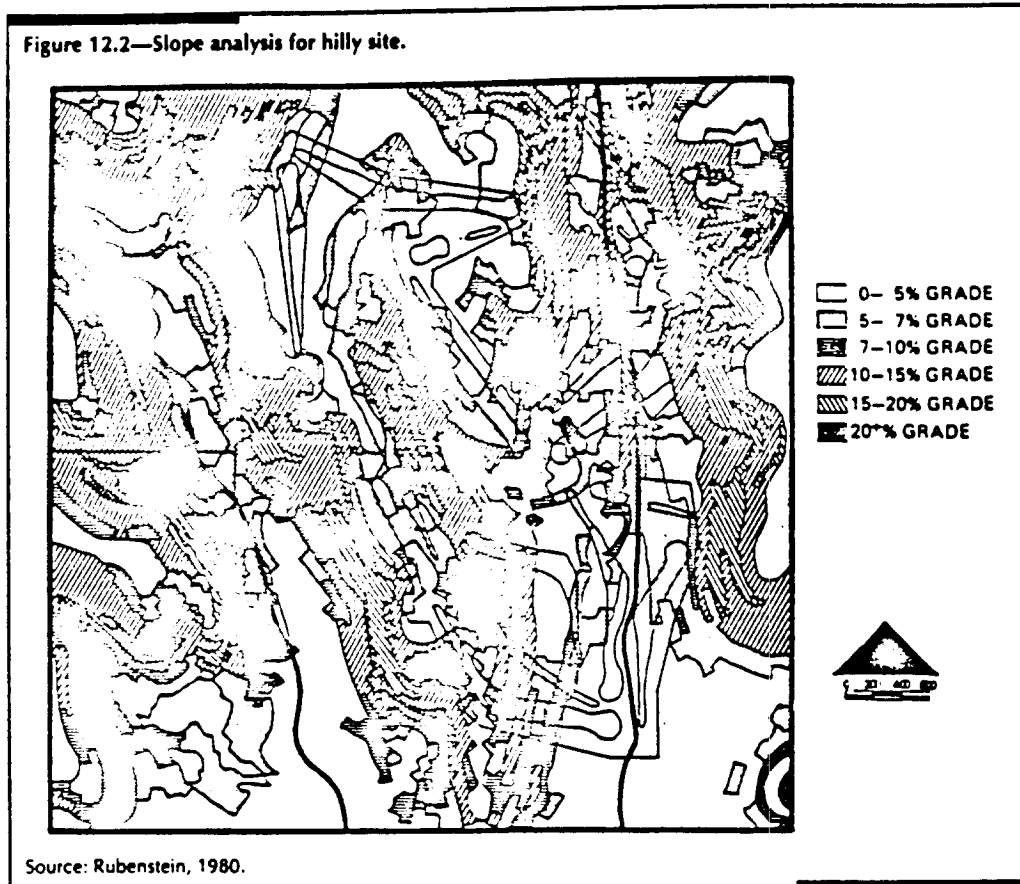 Figure 12.2—Slope analysis for hilly site.
0– 5% GRADE
5– 7% GRADE
7–10% GRADE
10–15% GRADE
15–20% GRADE
20+% GRADE
Source: Rubenstein, 1980.